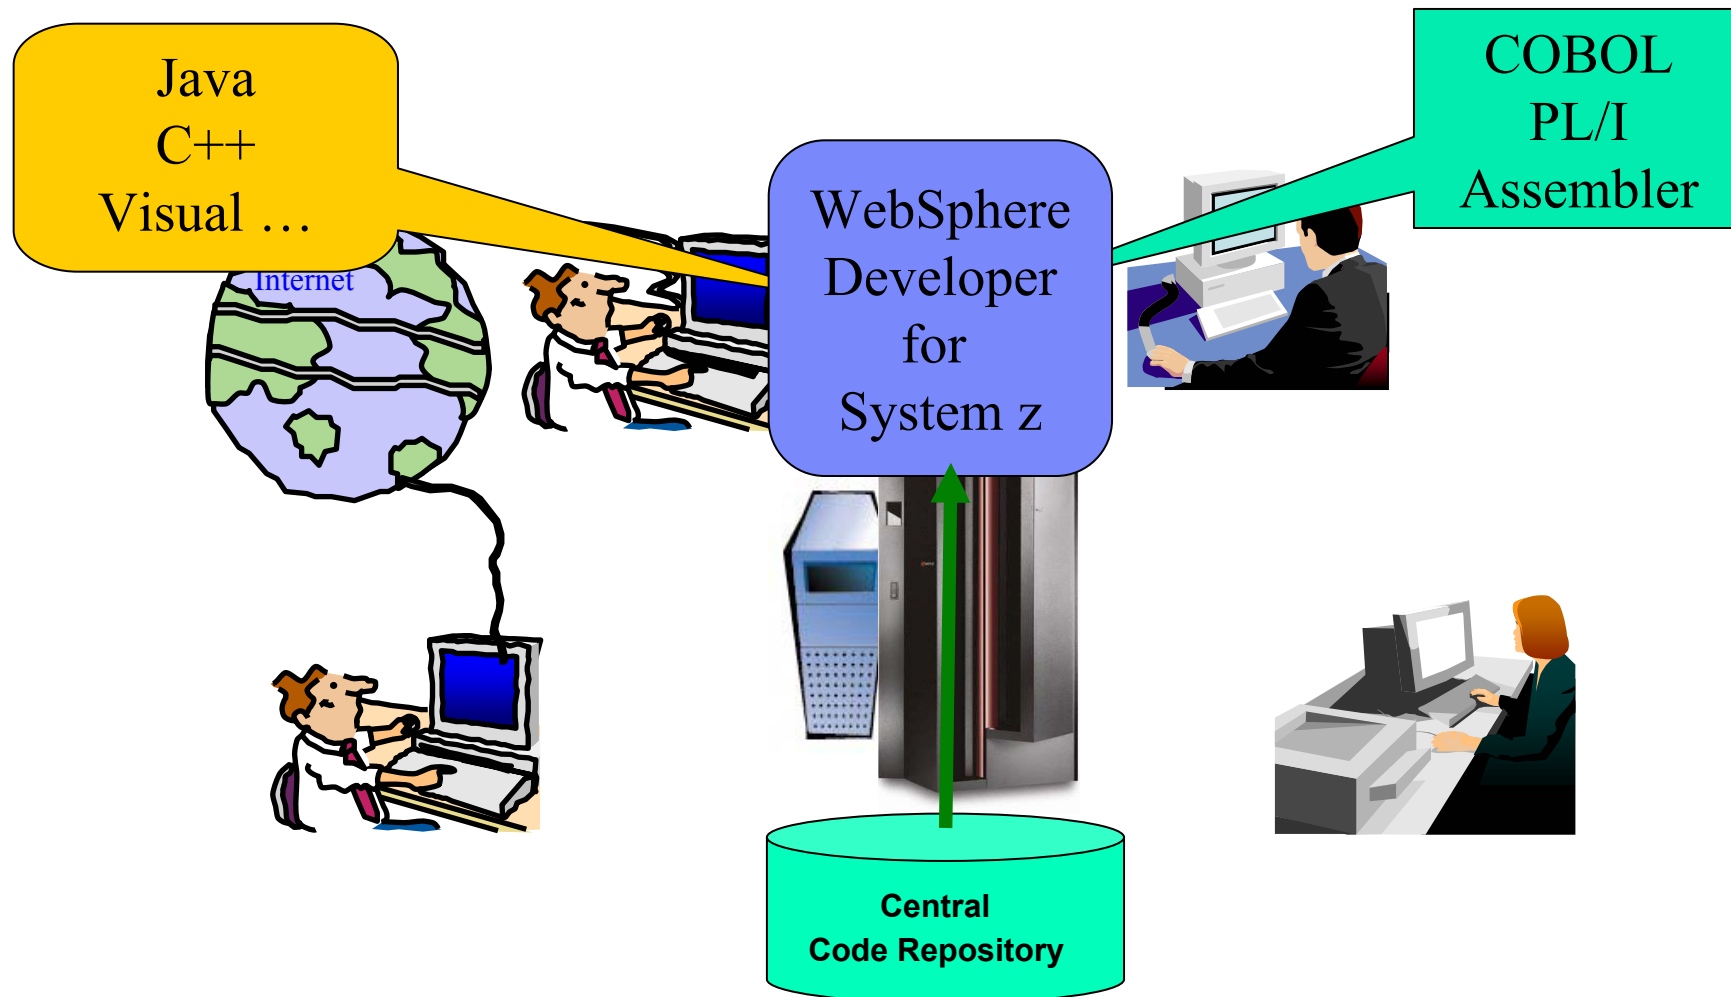 Java
C++
Visual …
COBOL
PL/I
Assembler
WebSphere
Developer
for
System z
Internet
Central
Code Repository